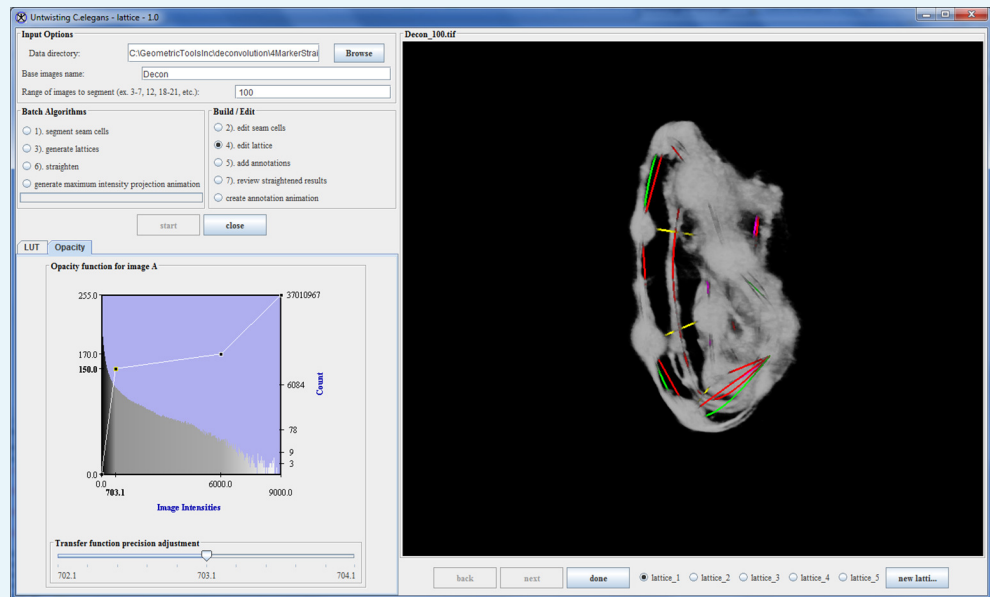 Untwisting C.elegans - lattice - 1.0
Input Options
Data directory: C:\GeometricToolsInc\deconvolution\4MarkerStrai Browse
Base images name: Decon
Range of images to segment (ex. 3-7, 12, 18-21, etc.): 100
Batch Algorithms
1). segment seam cells
3). generate lattices
6). straighten
generate maximum intensity projection animation
Build / Edit
2). edit seam cells
4). edit lattice
5). add annotations
7). review straightened results
create annotation animation
start close
LUT Opacity
Opacity function for image A
255.0 37010967
170.0
150.0
6084
Count
78
9
3
0.0
0.0 6000.0 9000.0
703.1
Image Intensities
Transfer function precision adjustment
702.1 703.1 704.1
Decon_100.tif
back next done lattice_1 lattice_2 lattice_3 lattice_4 lattice_5 new latti...